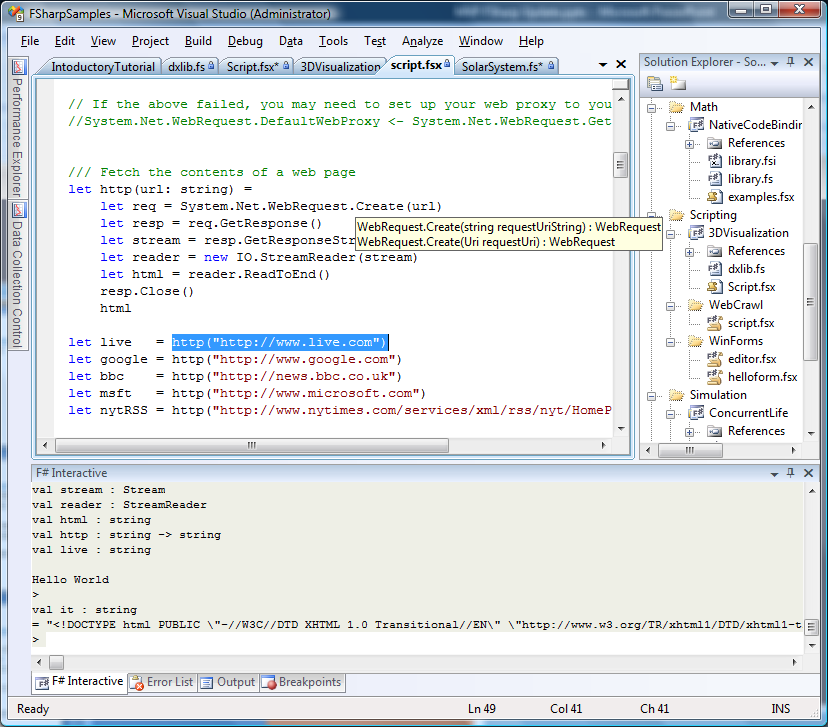 FSharpSamples - Microsoft Visual Studio (Administrator)
File Edit View Project Build Debug Data Tools Test Analyze Window Help
Performance Explorer
Data Collection Control
IntoductoryTutorial dxlib.fs Script.fsx* 3DVisualization script.fsx SolarSystem.fs*
// If the above failed, you may need to set up your web proxy to you
//System.Net.WebRequest.DefaultWebProxy <- System.Net.WebRequest.Get
/// Fetch the contents of a web page
let http(url: string) =
let req = System.Net.WebRequest.Create(url)
let resp = req.GetResponse()
let stream = resp.GetResponseStr
let reader = new IO.StreamReader(stream)
let html = reader.ReadToEnd()
resp.Close()
html
WebRequest.Create(string requestUriString) : WebRequest
WebRequest.Create(Uri requestUri) : WebRequest
let live = http("http://www.live.com")
let google = http("http://www.google.com")
let bbc = http("http://news.bbc.co.uk")
let msft = http("http://www.microsoft.com")
let nytRSS = http("http://www.nytimes.com/services/xml/rss/nyt/HomeP
Solution Explorer - So...
Math
NativeCodeBindin
References
library.fsi
library.fs
examples.fsx
Scripting
3DVisualization
References
dxlib.fs
Script.fsx
WebCrawl
script.fsx
WinForms
editor.fsx
helloform.fsx
Simulation
ConcurrentLife
References
F# Interactive
val stream : Stream
val reader : StreamReader
val html : string
val http : string -> string
val live : string
Hello World
>
val it : string
= "<!DOCTYPE html PUBLIC \"-//W3C//DTD XHTML 1.0 Transitional//EN\" \"http://www.w3.org/TR/xhtml1/DTD/xhtml1-t
>
F# Interactive Error List Output Breakpoints
Ready Ln 49 Col 41 Ch 41 INS